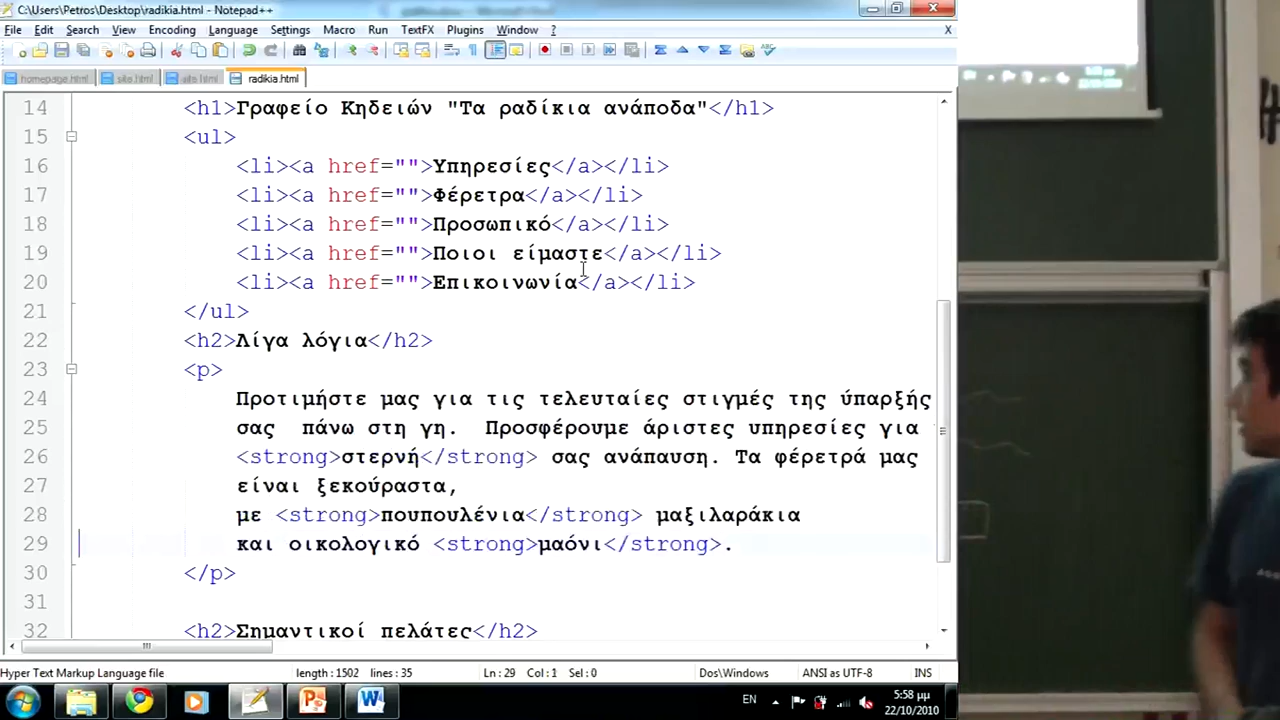 C:\Users\Petros\Desktop\radikia.html - Notepad++
File Edit Search View Encoding Language Settings Macro Run TextFX Plugins Window ? X
homepage.html site.html site.html radikia.html
14 <h1>Γραφείο Κηδειών "Τα ραδίκια ανάποδα"</h1>
15 <ul>
16 <li><a href="">Υπηρεσίες</a></li>
17 <li><a href="">Φέρετρα</a></li>
18 <li><a href="">Προσωπικό</a></li>
19 <li><a href="">Ποιοι είμαστε</a></li>
20 <li><a href="">Επικοινωνία</a></li>
21 </ul>
22 <h2>Λίγα λόγια</h2>
23 <p>
24 Προτιμήστε μας για τις τελευταίες στιγμές της ύπαρξής
25 σας πάνω στη γη. Προσφέρουμε άριστες υπηρεσίες για
26 <strong>στερνή</strong> σας ανάπαυση. Τα φέρετρά μας
27 είναι ξεκούραστα,
28 με <strong>πουπουλένια</strong> μαξιλαράκια
29 και οικολογικό <strong>μαόνι</strong>.
30 </p>
31
32 <h2>Σημαντικοί πελάτες</h2>
Hyper Text Markup Language file length : 1502 lines : 35 Ln : 29 Col : 1 Sel : 0 Dos\Windows ANSI as UTF-8 INS
EN 5:58 μμ
22/10/2010